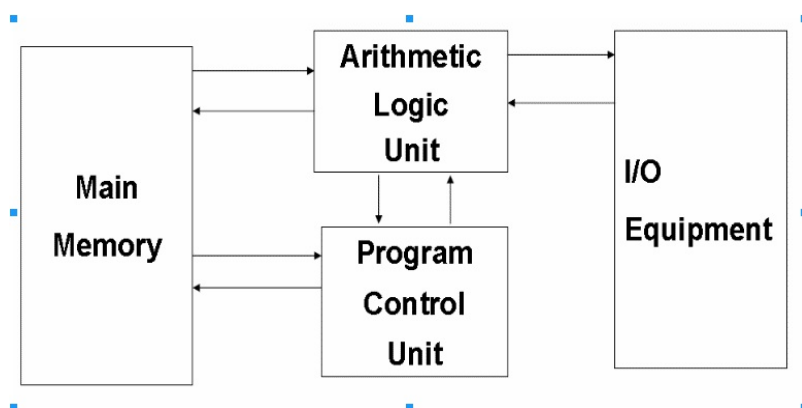 Arithmetic
Logic
Unit
Main
Memory
I/O
Equipment
Program
Control
Unit